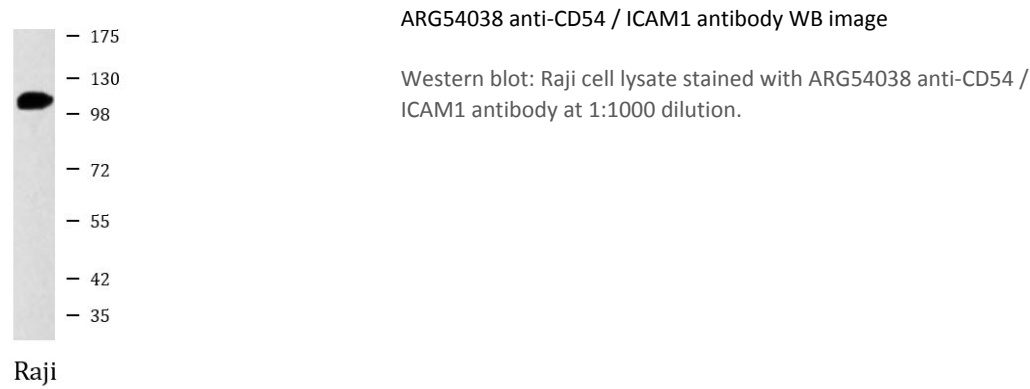 ARG54038 anti-CD54 / ICAM1 antibody WB image
Western blot: Raji cell lysate stained with ARG54038 anti-CD54 /
ICAM1 antibody at 1:1000 dilution.
– 175
– 130
– 98
– 72
– 55
– 42
– 35
Raji